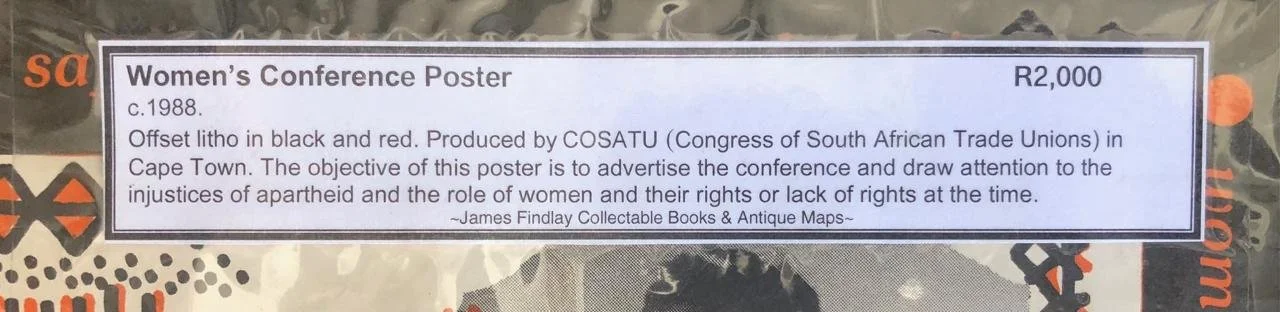 sa
Women's Conference Poster R2,000
c.1988.
Offset litho in black and red. Produced by COSATU (Congress of South African Trade Unions) in
Cape Town. The objective of this poster is to advertise the conference and draw attention to the
injustices of apartheid and the role of women and their rights or lack of rights at the time.
~James Findlay Collectable Books & Antique Maps~